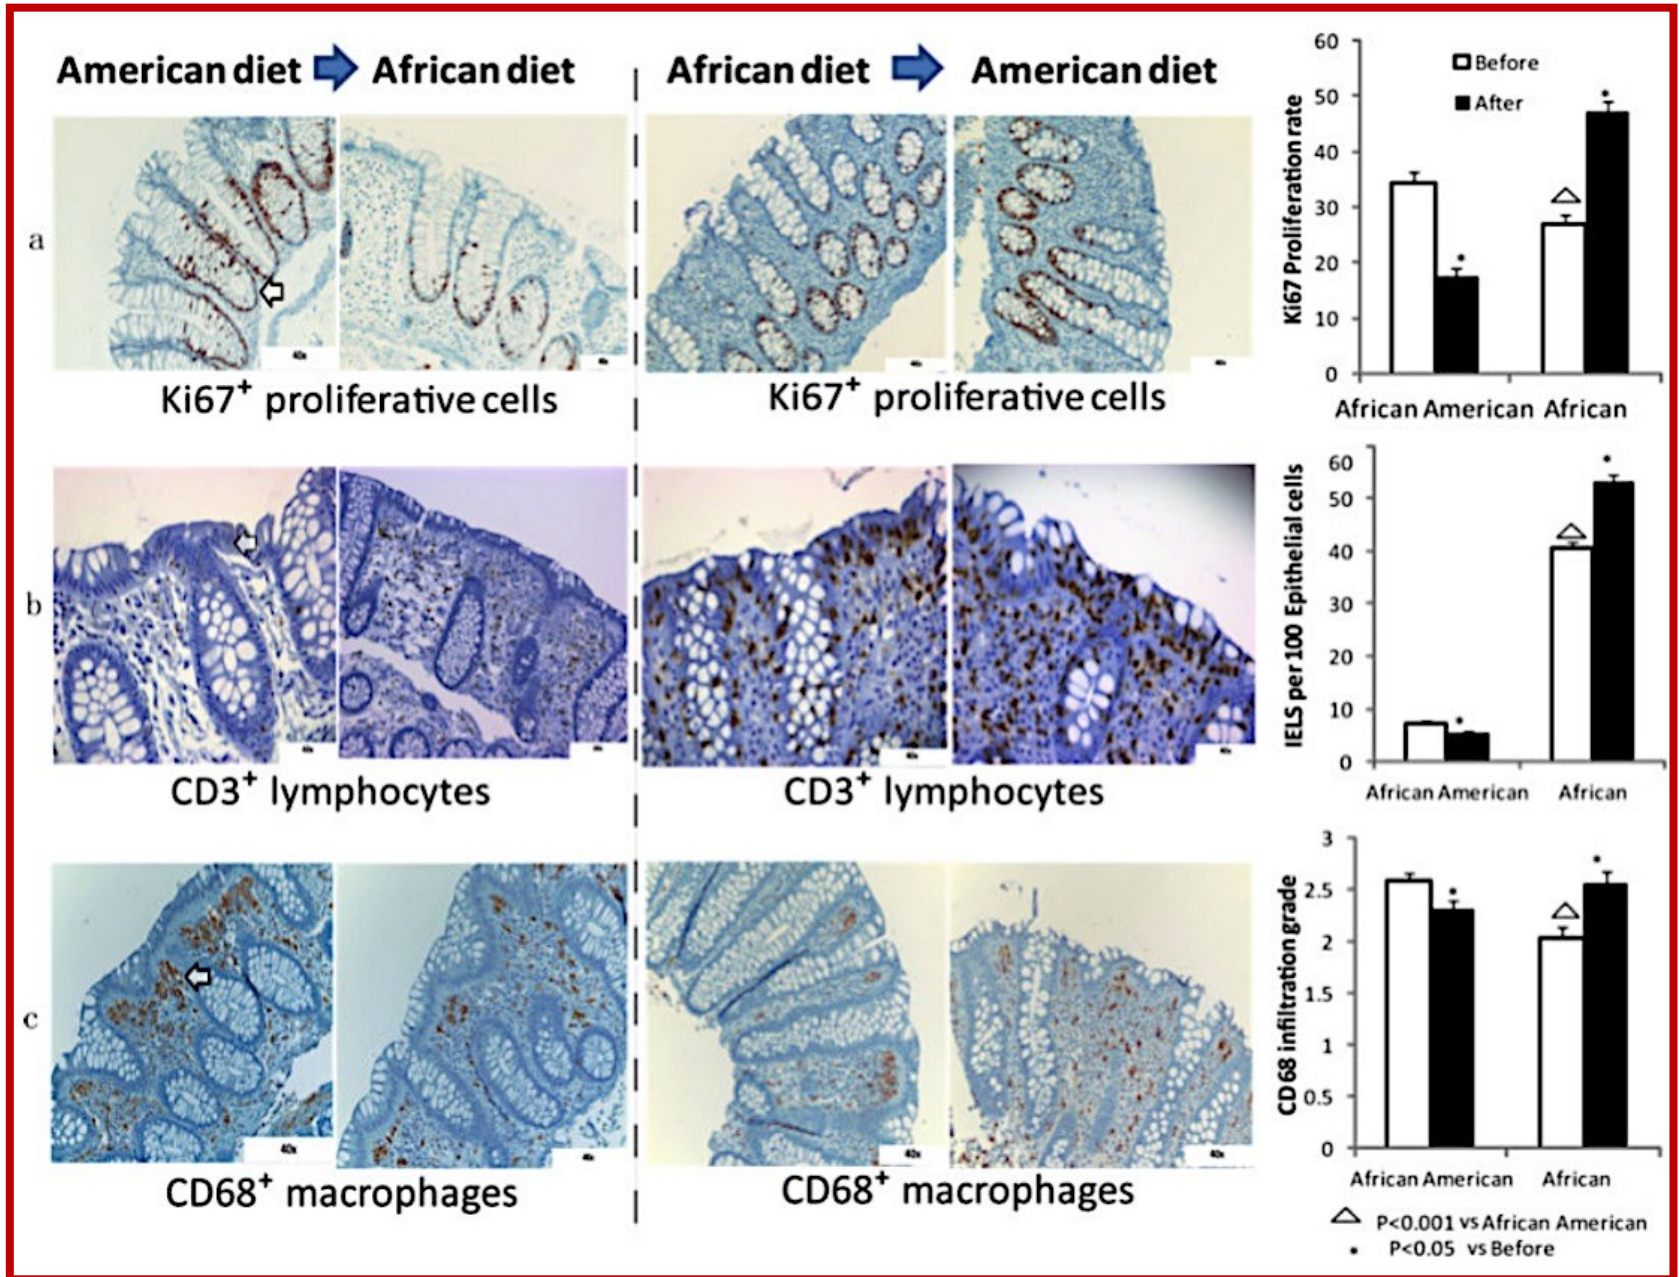 American diet African diet
African diet American diet
a
Ki67+ proliferative cells
Ki67+ proliferative cells
60
50
40
30
20
10
0
Ki67 Proliferation rate
Before
After
African American African
b
CD3+ lymphocytes
CD3+ lymphocytes
60
50
40
30
20
10
0
IELS per 100 Epithelial cells
African American African
c
40x
40x
40x
CD68+ macrophages
CD68+ macrophages
3
2.5
2
1.5
1
0.5
0
CD68 infiltration grade
African American African
P<0.001 vs African American
• P<0.05 vs Before